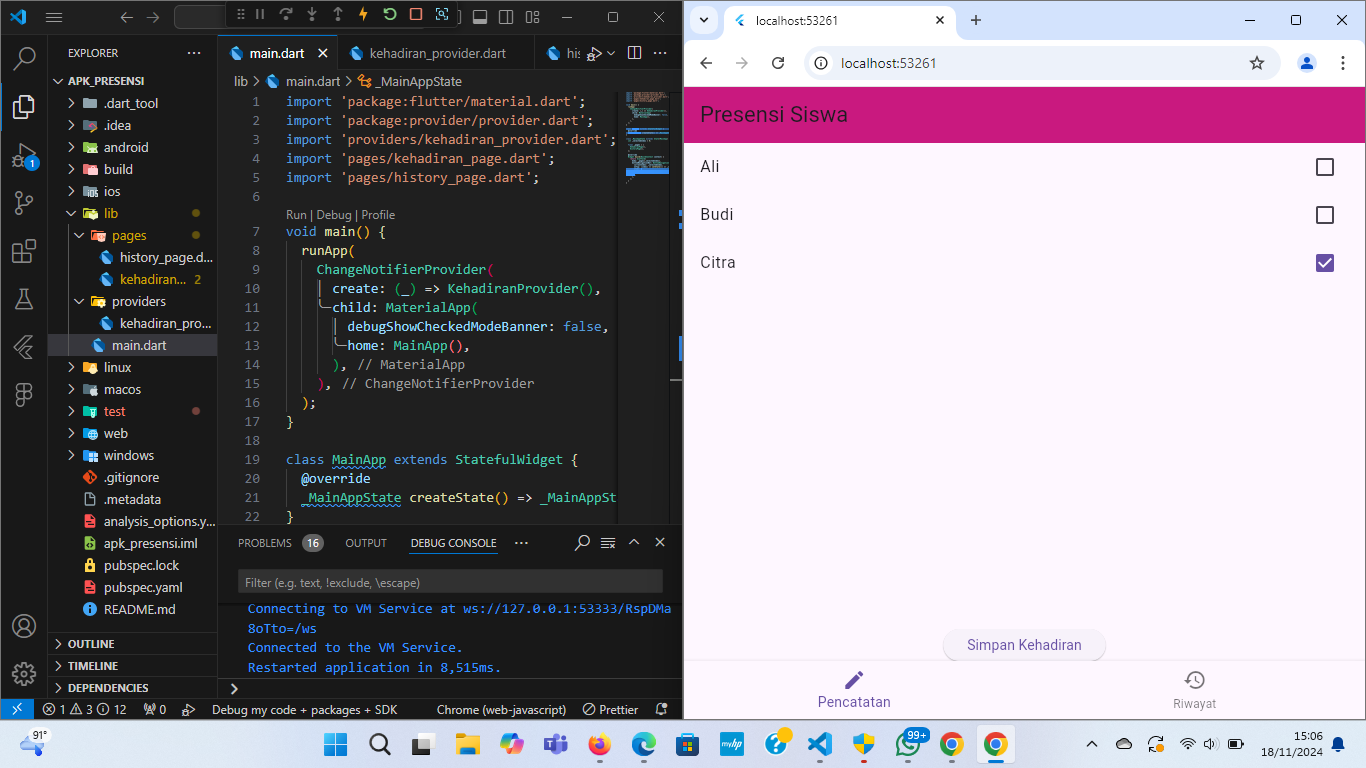 main.dart
kehadiran_provider.dart
his
EXPLORER
APK_PRESENSI
.dart_tool
.idea
android
build
ios
lib
pages
history_page.d...
kehadiran... 2
providers
kehadiran_pro...
main.dart
linux
macos
test
web
windows
.gitignore
.metadata
analysis_options.y...
apk_presensi.iml
pubspec.lock
pubspec.yaml
README.md
OUTLINE
TIMELINE
DEPENDENCIES
1
lib > main.dart > _MainAppState
1 import 'package:flutter/material.dart';
2 import 'package:provider/provider.dart';
3 import 'providers/kehadiran_provider.dart';
4 import 'pages/kehadiran_page.dart';
5 import 'pages/history_page.dart';
6
Run | Debug | Profile
7 void main() {
8 runApp(
9 ChangeNotifierProvider(
10 create: (_) => KehadiranProvider(),
11 child: MaterialApp(
12 debugShowCheckedModeBanner: false,
13 home: MainApp(),
14 ), // MaterialApp
15 ), // ChangeNotifierProvider
16 );
17 }
18
19 class MainApp extends StatefulWidget {
20 @override
21 _MainAppState createState() => _MainAppSt
22 }
PROBLEMS 16 OUTPUT DEBUG CONSOLE
Filter (e.g. text, !exclude, \escape)
Connecting to VM Service at ws://127.0.0.1:53333/RspDMa
8oTto=/ws
Connected to the VM Service.
Restarted application in 8,515ms.
1 3 12 0 Debug my code + packages + SDK Chrome (web-javascript) Prettier
localhost:53261
localhost:53261
Presensi Siswa
Ali
Budi
Citra
Simpan Kehadiran
Pencatatan
Riwayat
91°
myhp
99+
15:06
18/11/2024